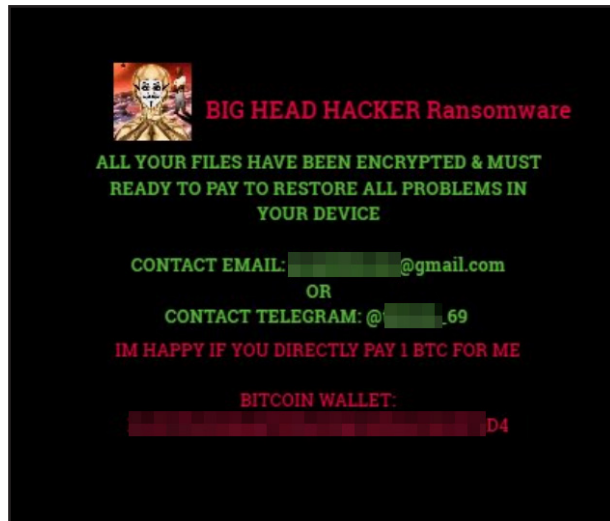 BIG HEAD HACKER Ransomware
ALL YOUR FILES HAVE BEEN ENCRYPTED & MUST
READY TO PAY TO RESTORE ALL PROBLEMS IN
YOUR DEVICE
CONTACT EMAIL: @gmail.com
OR
CONTACT TELEGRAM: @ _69
IM HAPPY IF YOU DIRECTLY PAY 1 BTC FOR ME
BITCOIN WALLET:
D4